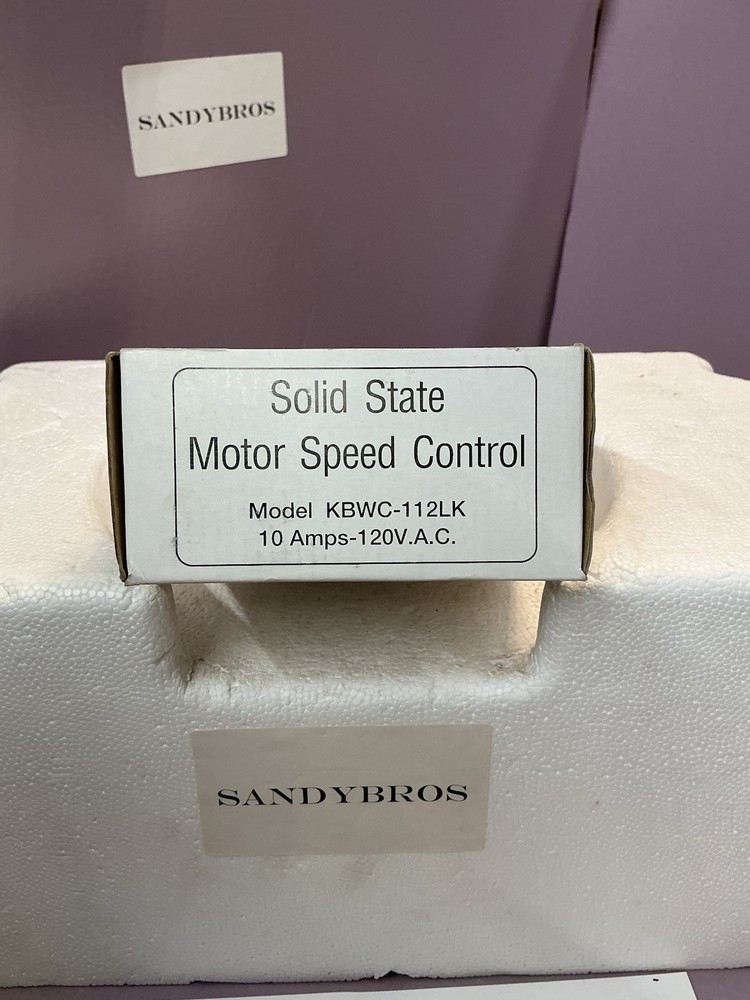 SANDYBROS
Solid State
Motor Speed Control
Model KBWC-112LK
10 Amps-120V.A.C.
SANDYBROS